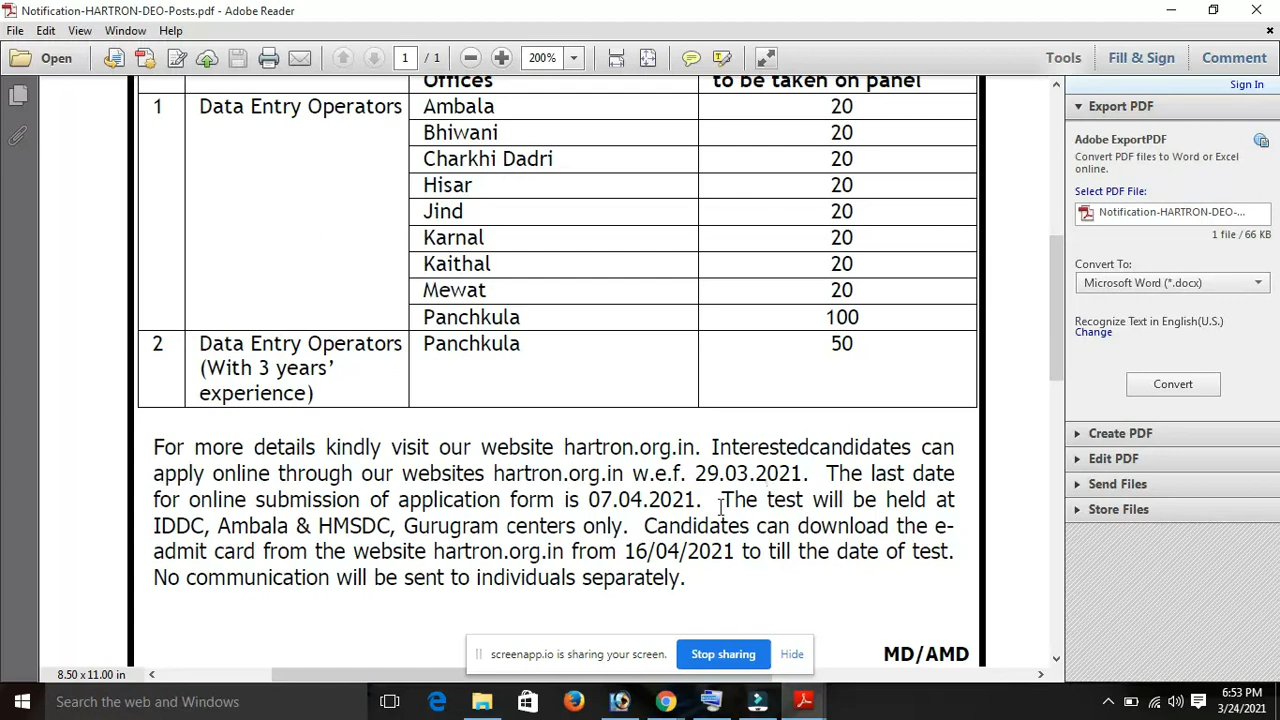 Notification-HARTRON-DEO-Posts.pdf - Adobe Reader
File Edit View Window Help
Open 1 / 1 200% Tools Fill & Sign Comment
Sign In
Offices to be taken on panel
1 Data Entry Operators Ambala 20
Bhiwani 20
Charkhi Dadri 20
Hisar 20
Jind 20
Karnal 20
Kaithal 20
Mewat 20
Panchkula 100
2 Data Entry Operators Panchkula 50
(With 3 years’
experience)
For more details kindly visit our website hartron.org.in. Interestedcandidates can
apply online through our websites hartron.org.in w.e.f. 29.03.2021. The last date
for online submission of application form is 07.04.2021. The test will be held at
IDDC, Ambala & HMSDC, Gurugram centers only. Candidates can download the e-
admit card from the website hartron.org.in from 16/04/2021 to till the date of test.
No communication will be sent to individuals separately.
MD/AMD
Export PDF
Adobe ExportPDF
Convert PDF files to Word or Excel
online.
Select PDF File:
Notification-HARTRON-DEO-...
1 file / 66 KB
Convert To:
Microsoft Word (*.docx)
Recognize Text in English(U.S.)
Change
Convert
Create PDF
Edit PDF
Send Files
Store Files
screenapp.io is sharing your screen. Stop sharing Hide
8.50 x 11.00 in
Search the web and Windows
6:53 PM
3/24/2021